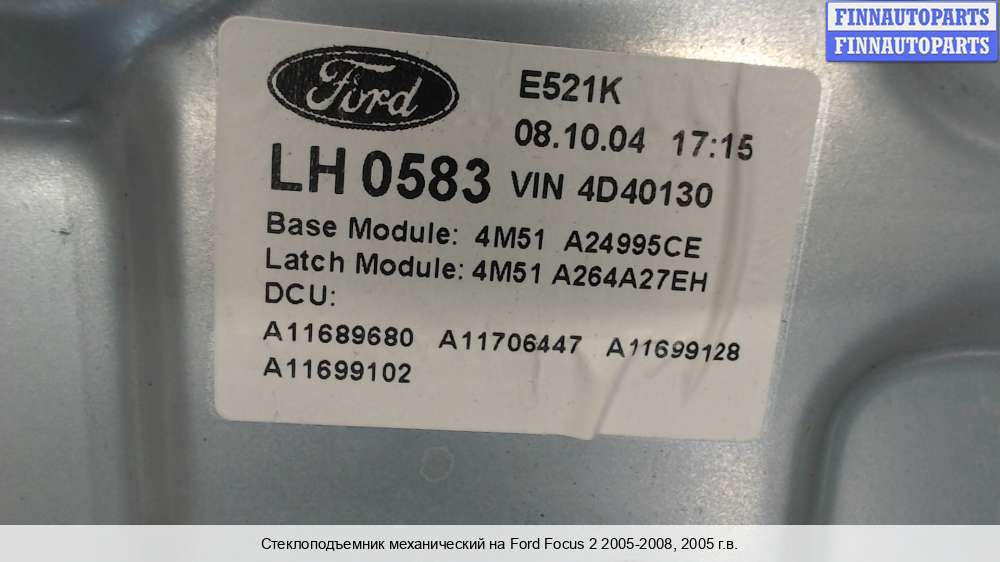 FINNAUTOPARTS
FINNAUTOPARTS
Ford
E521K
08.10.04 17:15
LH 0583 VIN 4D40130
Base Module: 4M51 A24995CE
Latch Module: 4M51 A264A27EH
DCU:
A11689680 A11706447 A11699128
A11699102
Стеклоподъемник механический на Ford Focus 2 2005-2008, 2005 г.в.